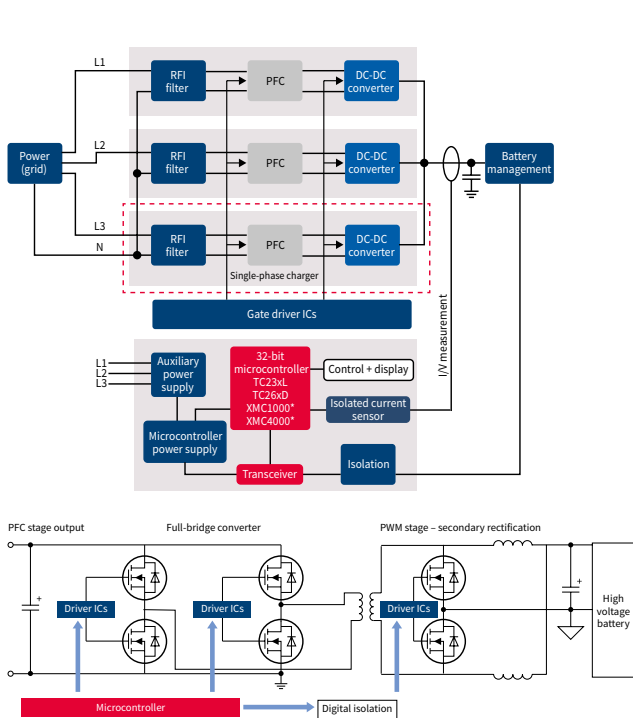 L1
RFI
filter
PFC
DC-DC
converter
L2
Power
(grid)
RFI
filter
PFC
DC-DC
converter
Battery
management
L3
N
RFI
filter
PFC
DC-DC
converter
Single-phase charger
Gate driver ICs
I/V measurement
L1
L2
L3
Auxiliary
power
supply
32-bit
microcontroller
TC23xL
TC26xD
XMC1000*
XMC4000*
Control + display
Isolated current
sensor
Microcontroller
power supply
Transceiver
Isolation
PFC stage output
Full-bridge converter
PWM stage – secondary rectification
+
Driver ICs
Driver ICs
Driver ICs
+
High
voltage
battery
Microcontroller
Digital isolation